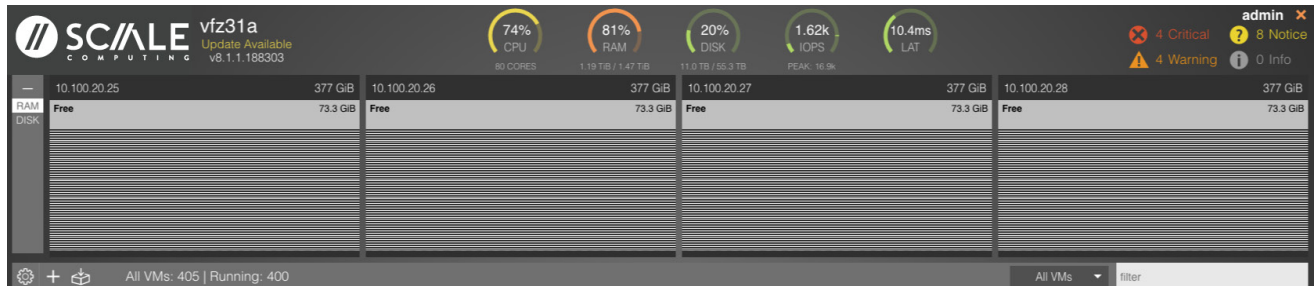 SCALE
COMPUTING
vfz31a
Update Available
v8.1.1.188303
74%
CPU
80 CORES
81%
RAM
1.19 TiB / 1.47 TiB
20%
DISK
11.0 TB / 55.3 TB
1.62k
IOPS
PEAK: 16.9k
10.4ms
LAT
admin
4 Critical
8 Notice
4 Warning
0 Info
RAM
DISK
10.100.20.25 377 GiB
Free 73.3 GiB
10.100.20.26 377 GiB
Free 73.3 GiB
10.100.20.27 377 GiB
Free 73.3 GiB
10.100.20.28 377 GiB
Free 73.3 GiB
All VMs: 405 | Running: 400
All VMs
filter